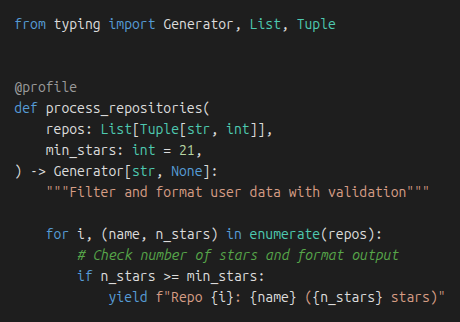 from typing import Generator, List, Tuple
@profile
def process_repositories(
    repos: List[Tuple[str, int]],
    min_stars: int = 21,
) -> Generator[str, None]:
    """Filter and format user data with validation"""
    for i, (name, n_stars) in enumerate(repos):
        # Check number of stars and format output
        if n_stars >= min_stars:
            yield f"Repo {i}: {name} ({n_stars} stars)"